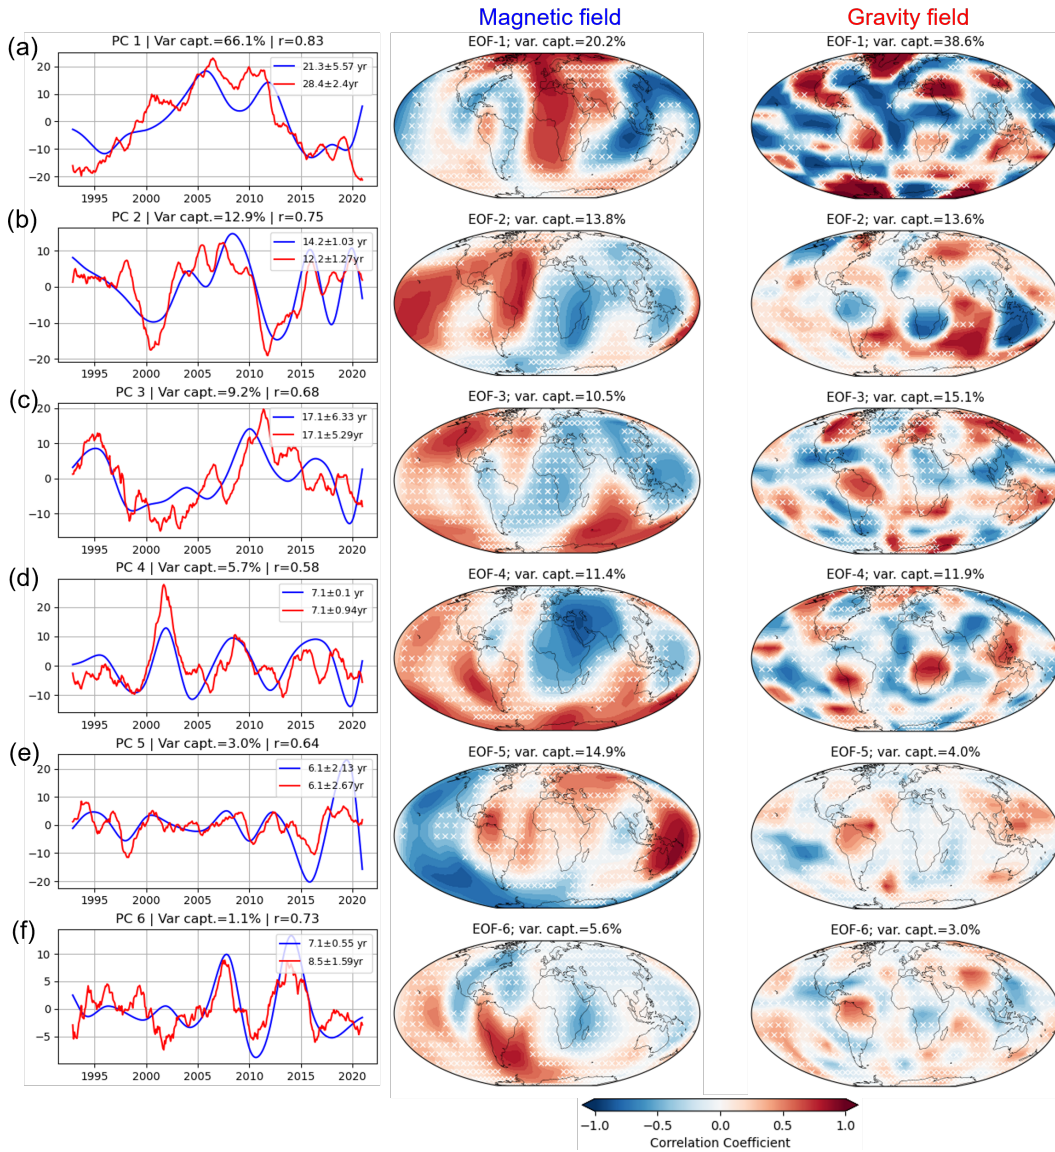 Magnetic field
Gravity field
(a)
PC 1 | Var capt.=66.1% | r=0.83
EOF-1; var. capt.=20.2%
EOF-1; var. capt.=38.6%
21.3±5.57 yr
28.4±2.4yr
20
10
0
−10
−20
1995 2000 2005 2010 2015 2020
(b)
PC 2 | Var capt.=12.9% | r=0.75
EOF-2; var. capt.=13.8%
EOF-2; var. capt.=13.6%
14.2±1.03 yr
12.2±1.27yr
10
0
−10
−20
1995 2000 2005 2010 2015 2020
(c)
PC 3 | Var capt.=9.2% | r=0.68
EOF-3; var. capt.=10.5%
EOF-3; var. capt.=15.1%
17.1±6.33 yr
17.1±5.29yr
20
10
0
−10
1995 2000 2005 2010 2015 2020
(d)
PC 4 | Var capt.=5.7% | r=0.58
EOF-4; var. capt.=11.4%
EOF-4; var. capt.=11.9%
7.1±0.1 yr
7.1±0.94yr
20
10
0
−10
1995 2000 2005 2010 2015 2020
(e)
PC 5 | Var capt.=3.0% | r=0.64
EOF-5; var. capt.=14.9%
EOF-5; var. capt.=4.0%
6.1±2.13 yr
6.1±2.67yr
20
10
0
−10
−20
1995 2000 2005 2010 2015 2020
(f)
PC 6 | Var capt.=1.1% | r=0.73
EOF-6; var. capt.=5.6%
EOF-6; var. capt.=3.0%
7.1±0.55 yr
8.5±1.59yr
10
5
0
−5
1995 2000 2005 2010 2015 2020
−1.0 −0.5 0.0 0.5 1.0
Correlation Coefficient